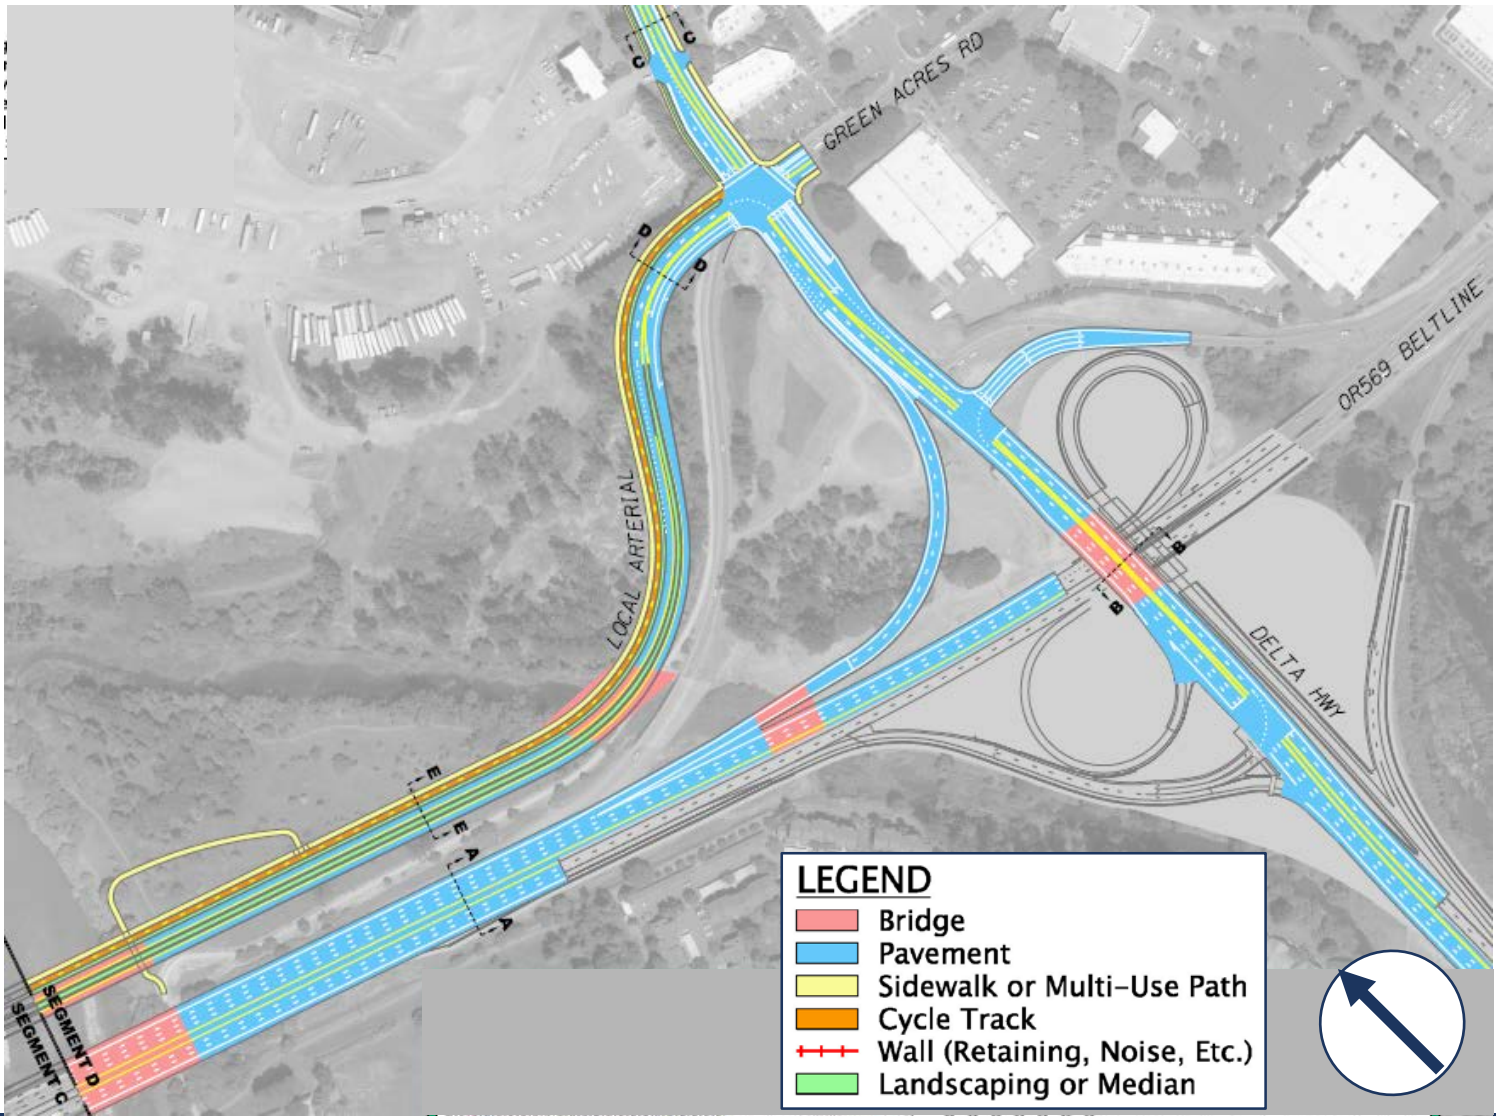 C
C
GREEN ACRES RD
D
D
OR569 BELTLINE
LOCAL ARTERIAL
B
B
DELTA HWY
E
E
A
A
SEGMENT D
SEGMENT C
LEGEND
Bridge
Pavement
Sidewalk or Multi-Use Path
Cycle Track
Wall (Retaining, Noise, Etc.)
Landscaping or Median